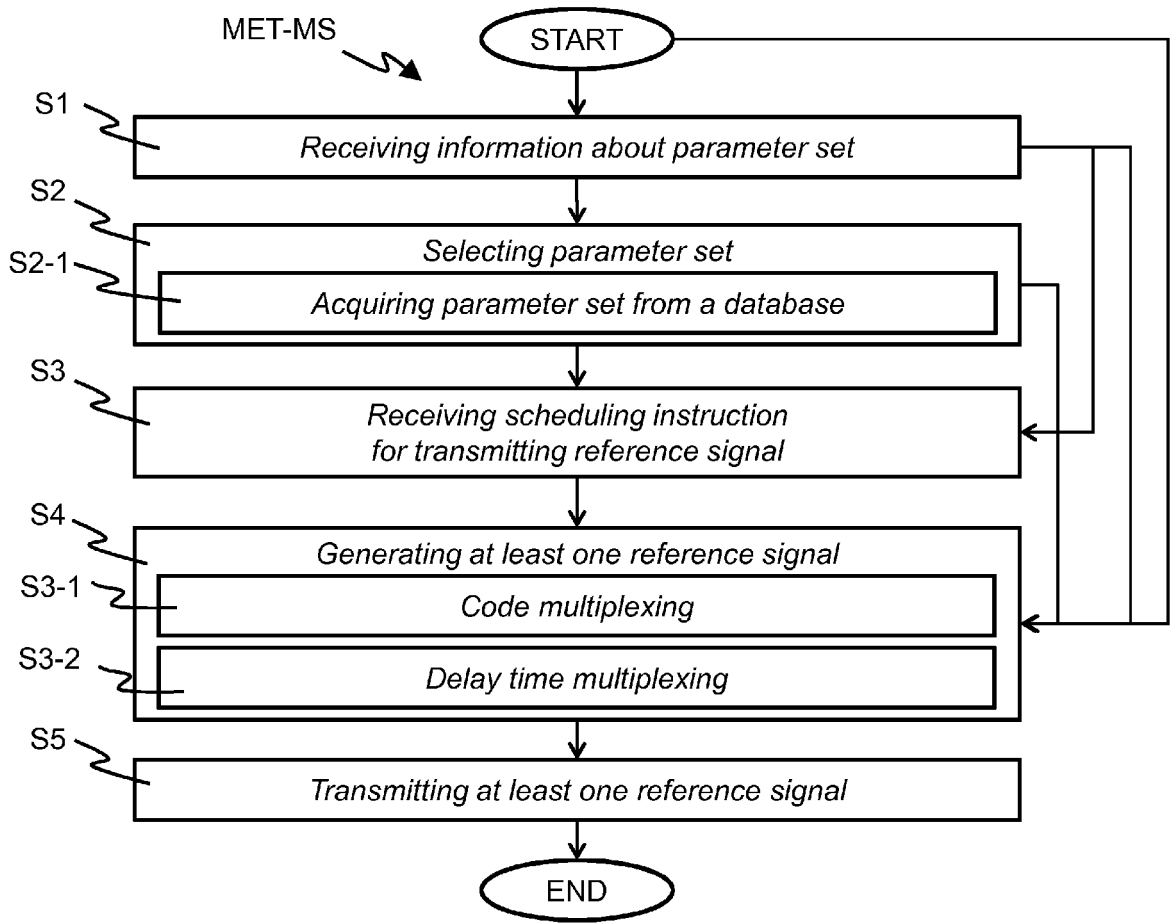 MET-MS
START
S1
Receiving information about parameter set
S2
Selecting parameter set
S2-1
Acquiring parameter set from a database
S3
Receiving scheduling instruction
for transmitting reference signal
S4
Generating at least one reference signal
S3-1
Code multiplexing
S3-2
Delay time multiplexing
S5
Transmitting at least one reference signal
END